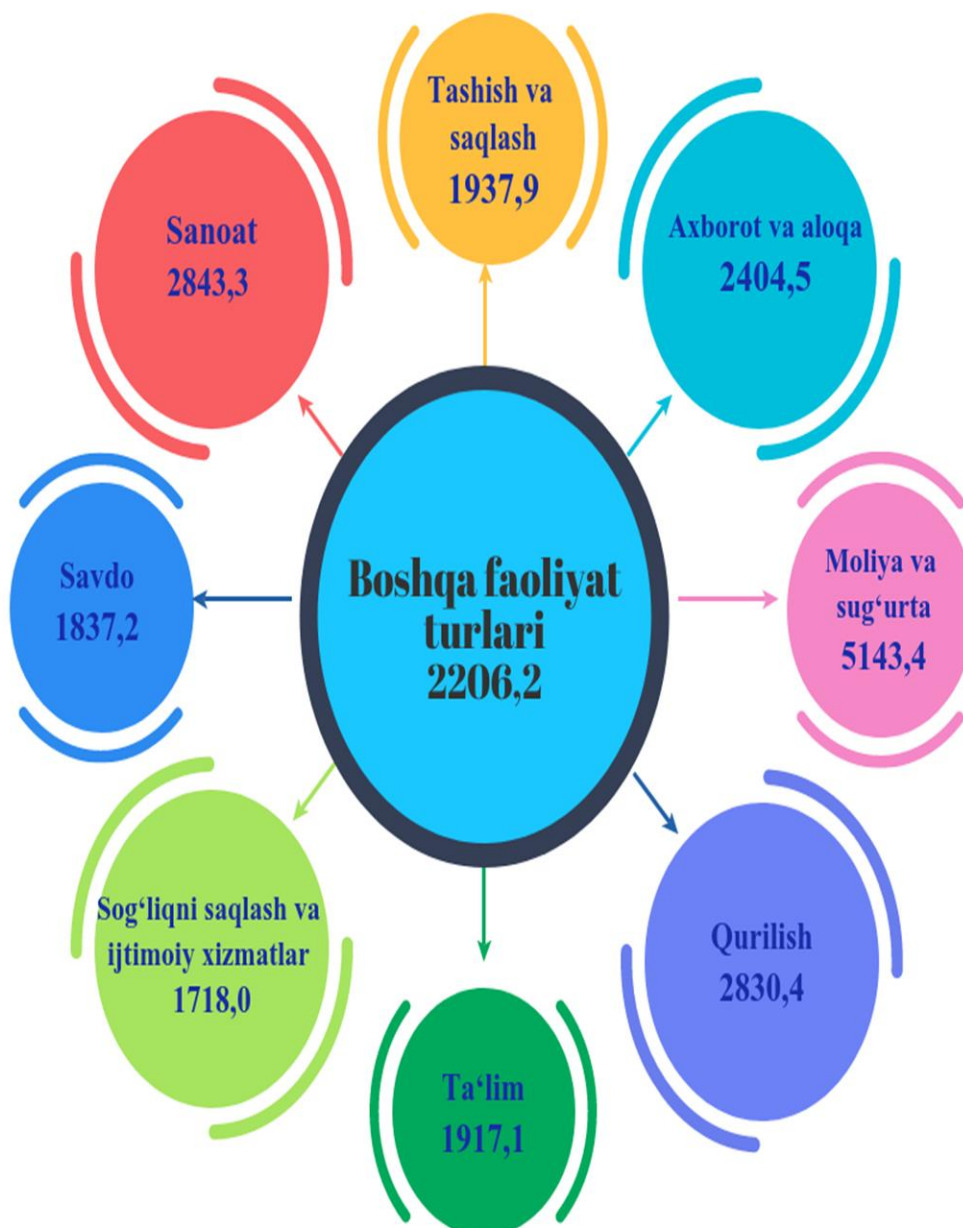 Tashish va
saqlash
1937,9
Sanoat
2843,3
Axborot va aloqa
2404,5
Savdo
1837,2
Boshqa faoliyat
turlari
2206,2
Moliya va
sug‘urta
5143,4
Sog‘liqni saqlash va
ijtimoiy xizmatlar
1718,0
Qurilish
2830,4
Ta‘lim
1917,1